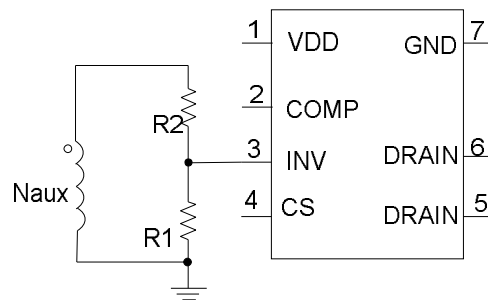 1 VDD GND 7
2 COMP
R2
3 INV DRAIN 6
Naux
4 CS DRAIN 5
R1